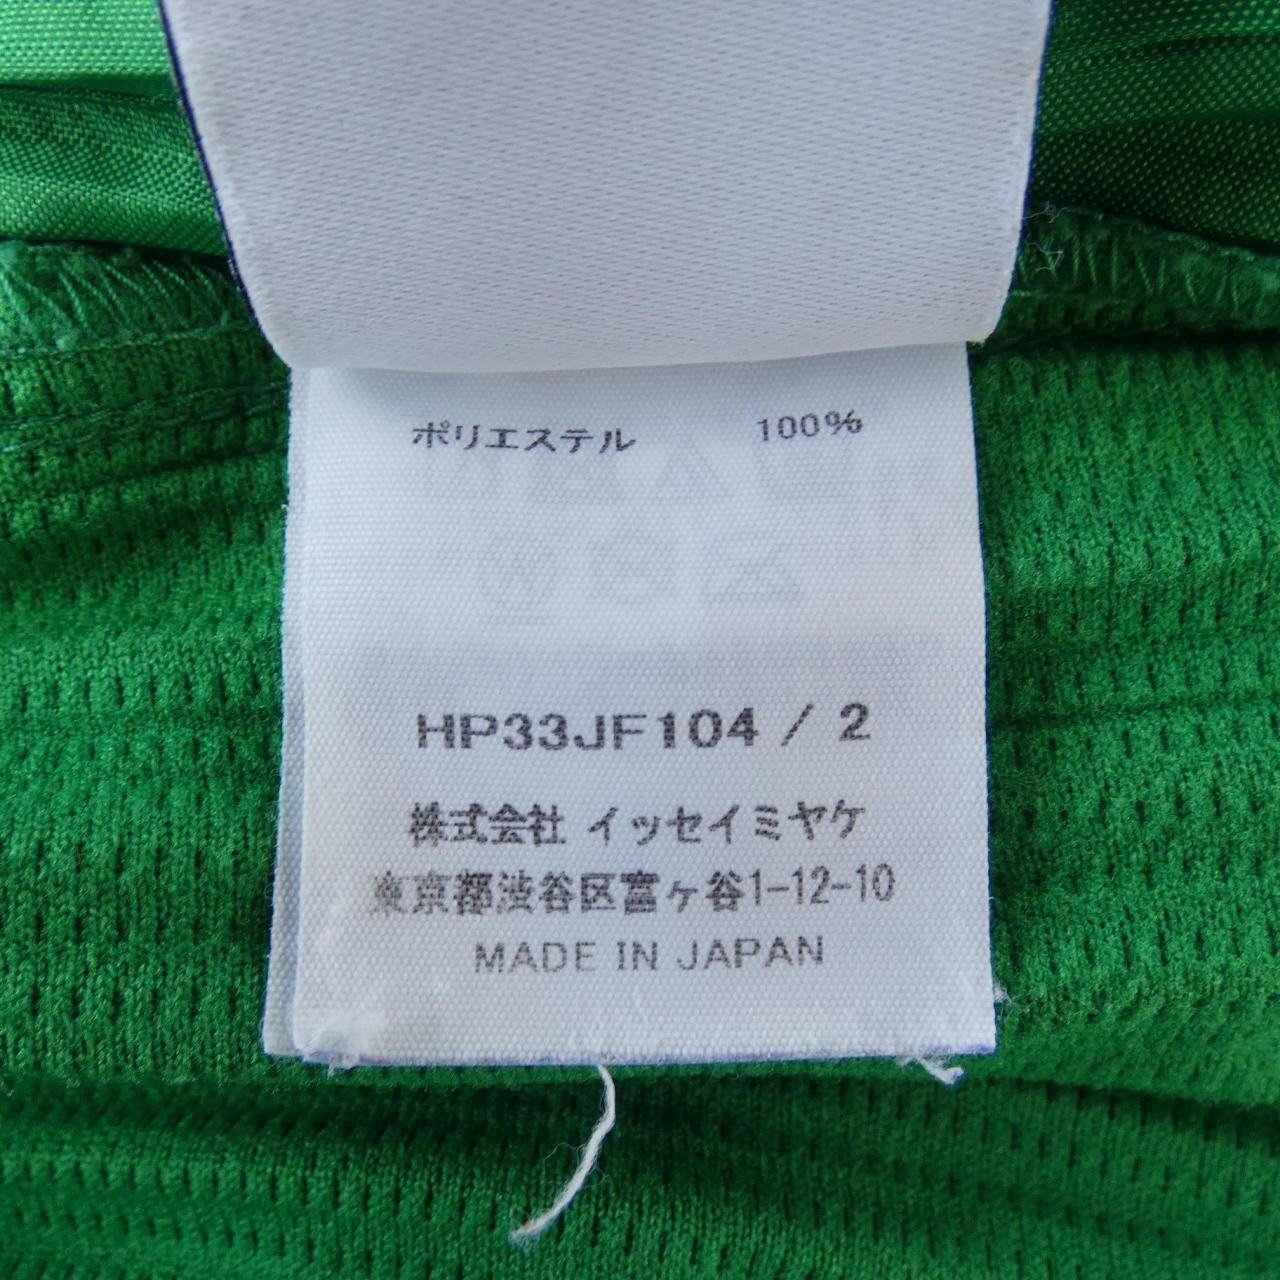 ポリエステル 100%
HP33JF104 / 2
株式会社 イッセイミヤケ
東京都渋谷区富ヶ谷1-12-10
MADE IN JAPAN